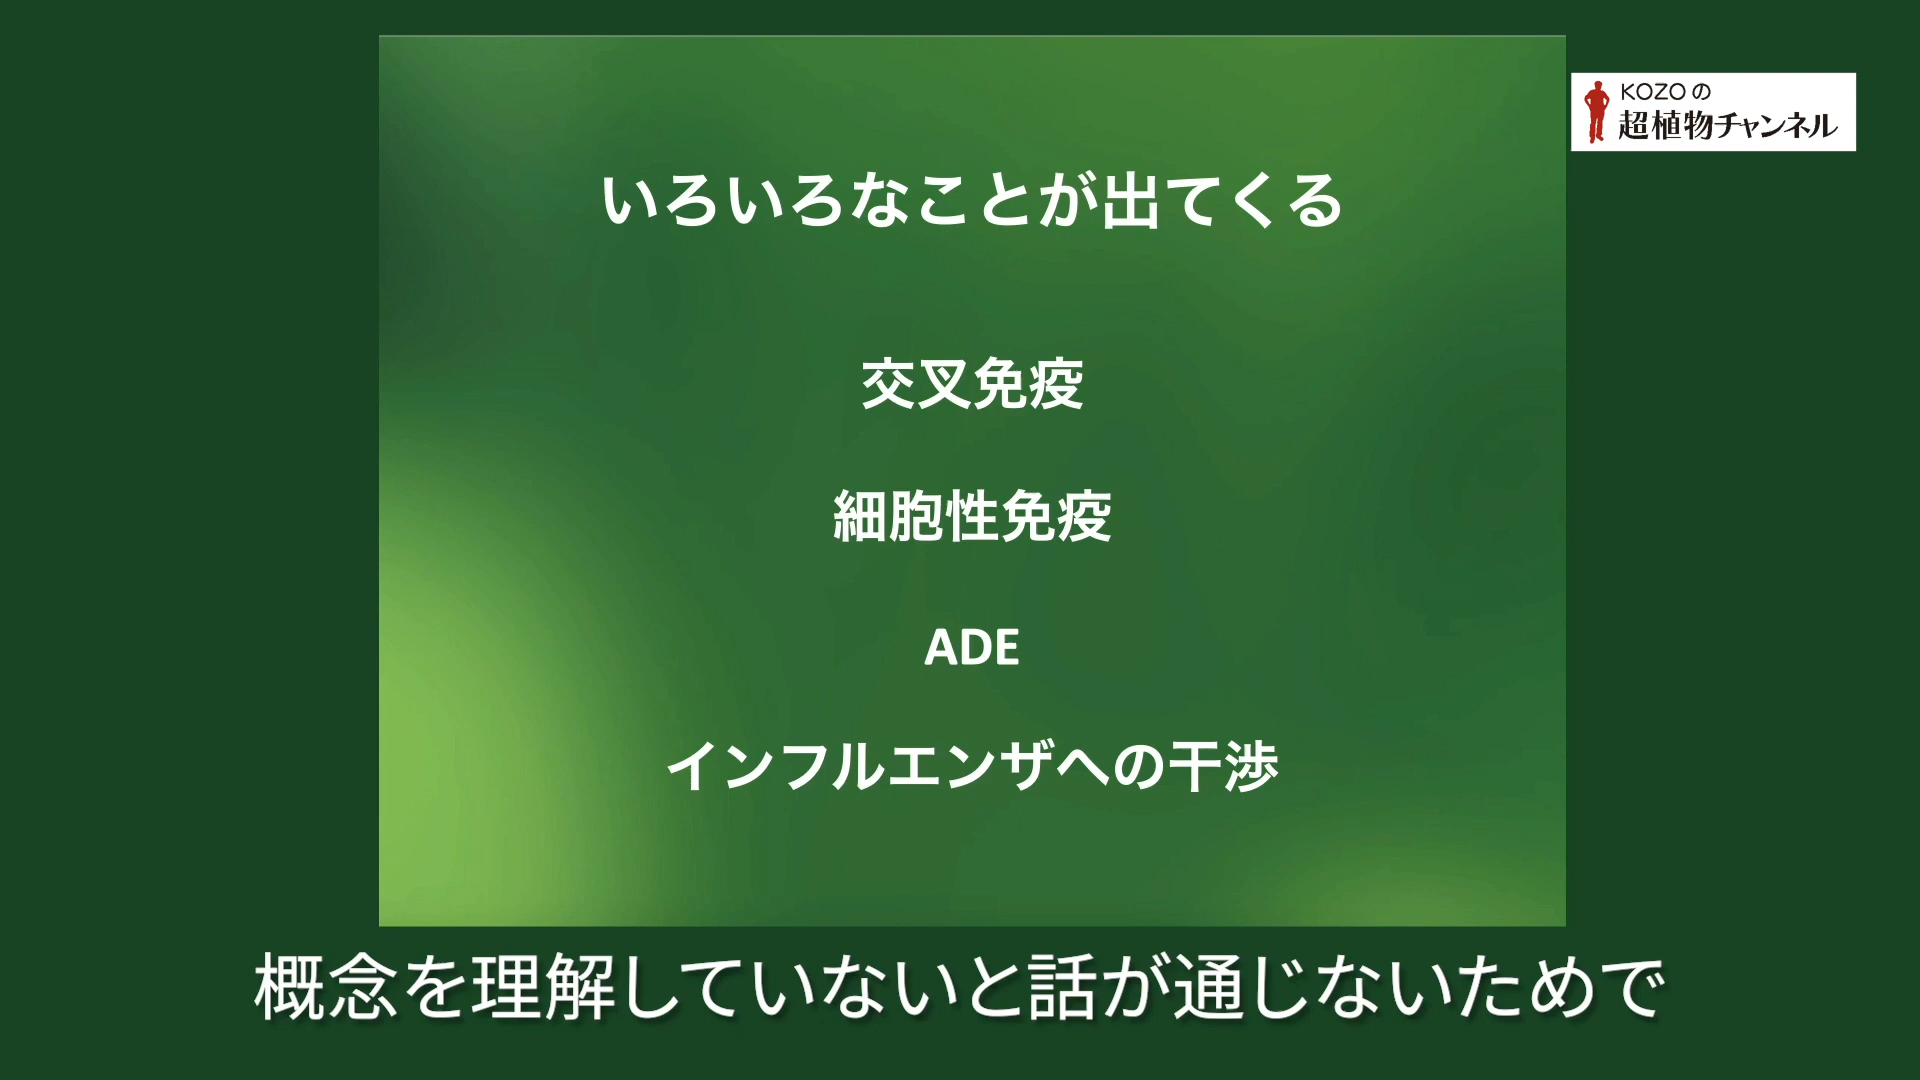 KOZOの
超植物チャンネル
いろいろなことが出てくる
交叉免疫
細胞性免疫
ADE
インフルエンザへの干渉
概念を理解していないと話が通じないためで